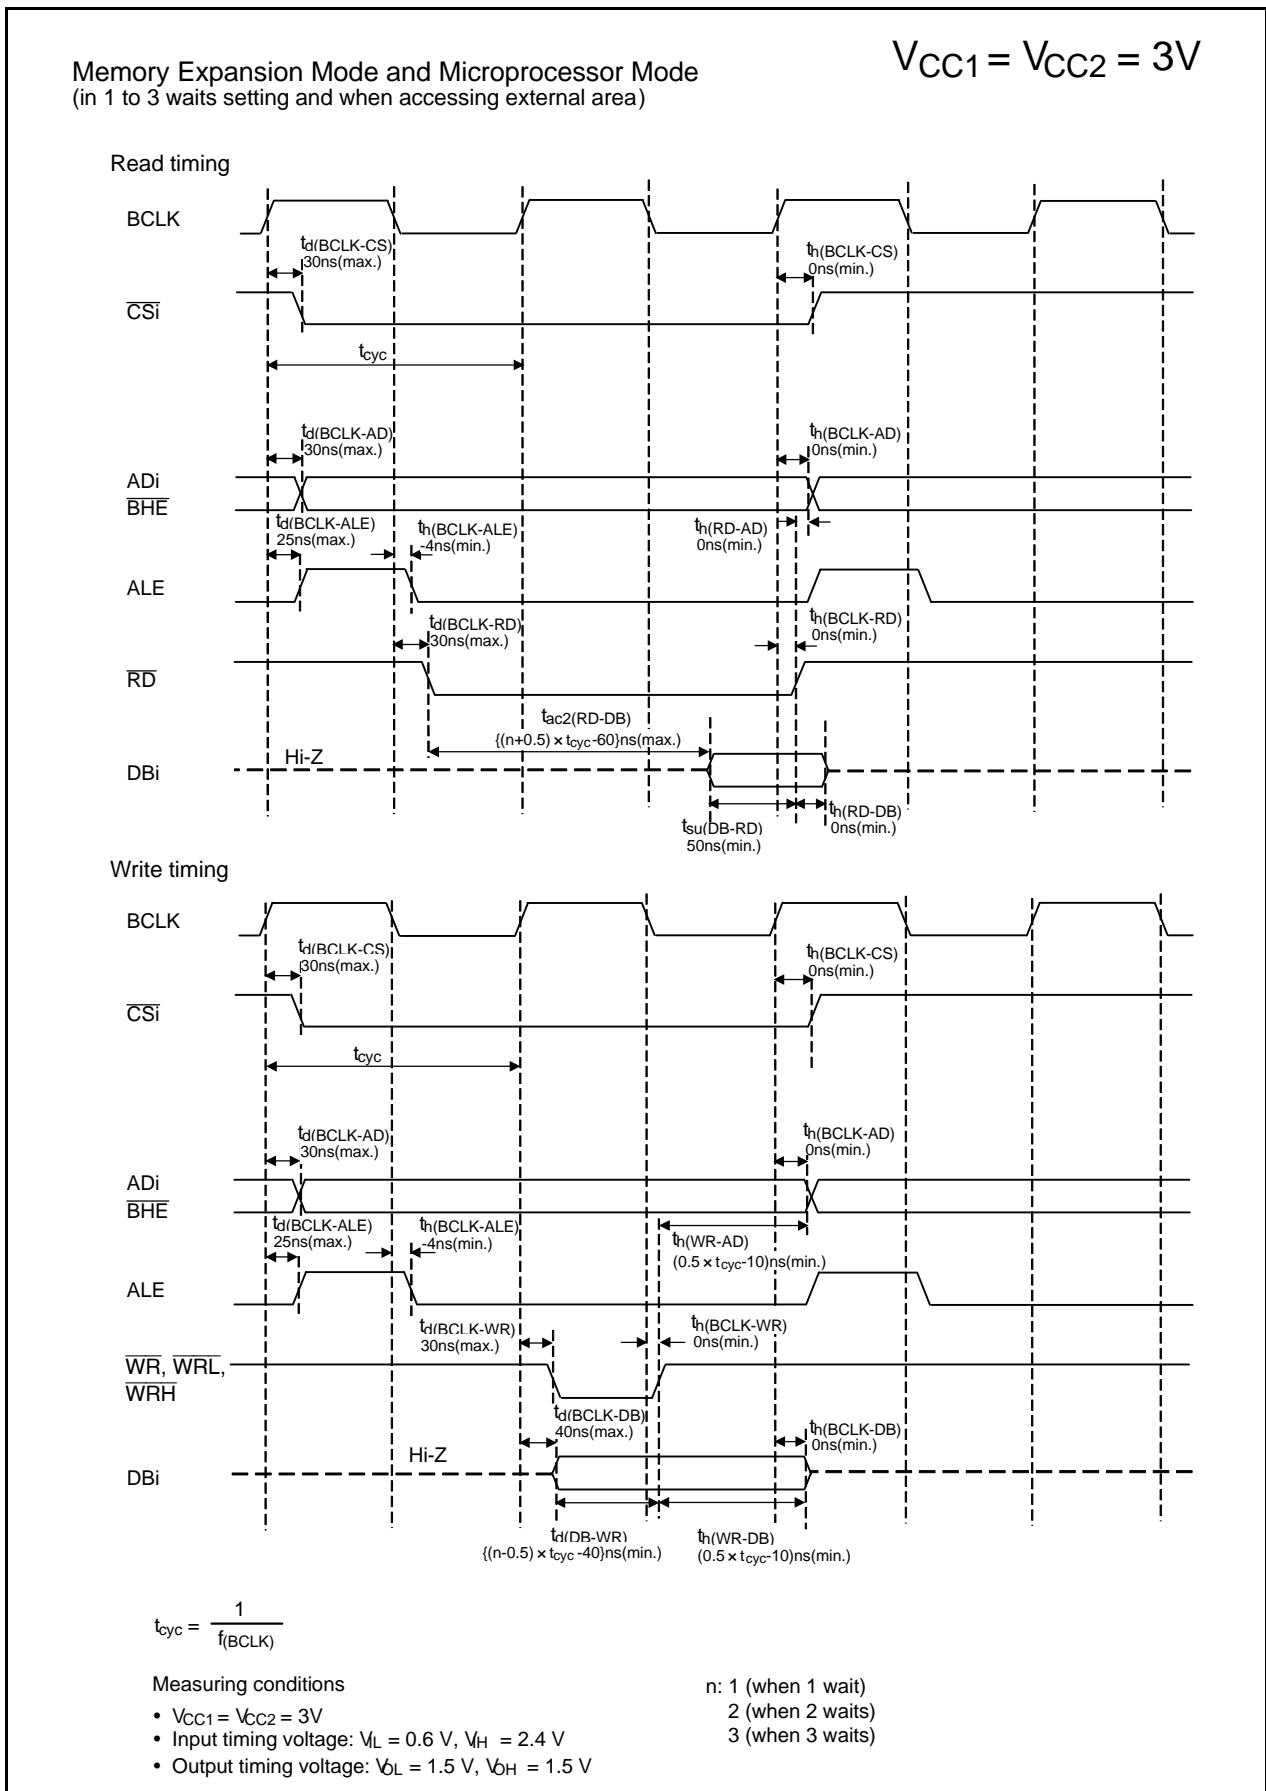 Memory Expansion Mode and Microprocessor Mode
(in 1 to 3 waits setting and when accessing external area)
VCC1 = VCC2 = 3V
Read timing
BCLK
td(BCLK-CS)
30ns(max.)
th(BCLK-CS)
0ns(min.)
CSi
tcyc
td(BCLK-AD)
30ns(max.)
th(BCLK-AD)
0ns(min.)
ADi
BHE
td(BCLK-ALE)
25ns(max.)
th(BCLK-ALE)
-4ns(min.)
th(RD-AD)
0ns(min.)
ALE
td(BCLK-RD)
30ns(max.)
th(BCLK-RD)
0ns(min.)
RD
tac2(RD-DB)
{(n+0.5) × tcyc-60}ns(max.)
Hi-Z
DBi
tsu(DB-RD)
50ns(min.)
th(RD-DB)
0ns(min.)
Write timing
BCLK
td(BCLK-CS)
30ns(max.)
th(BCLK-CS)
0ns(min.)
CSi
tcyc
td(BCLK-AD)
30ns(max.)
th(BCLK-AD)
0ns(min.)
ADi
BHE
td(BCLK-ALE)
25ns(max.)
th(BCLK-ALE)
-4ns(min.)
th(WR-AD)
(0.5 × tcyc-10)ns(min.)
ALE
td(BCLK-WR)
30ns(max.)
th(BCLK-WR)
0ns(min.)
WR, WRL,
WRH
td(BCLK-DB)
40ns(max.)
th(BCLK-DB)
0ns(min.)
Hi-Z
DBi
td(DB-WR)
{(n-0.5) × tcyc -40}ns(min.)
th(WR-DB)
(0.5 × tcyc-10)ns(min.)
tcyc = 1
f(BCLK)
Measuring conditions
• VCC1 = VCC2 = 3V
• Input timing voltage: VIL = 0.6 V, VIH = 2.4 V
• Output timing voltage: VOL = 1.5 V, VOH = 1.5 V
n: 1 (when 1 wait)
2 (when 2 waits)
3 (when 3 waits)